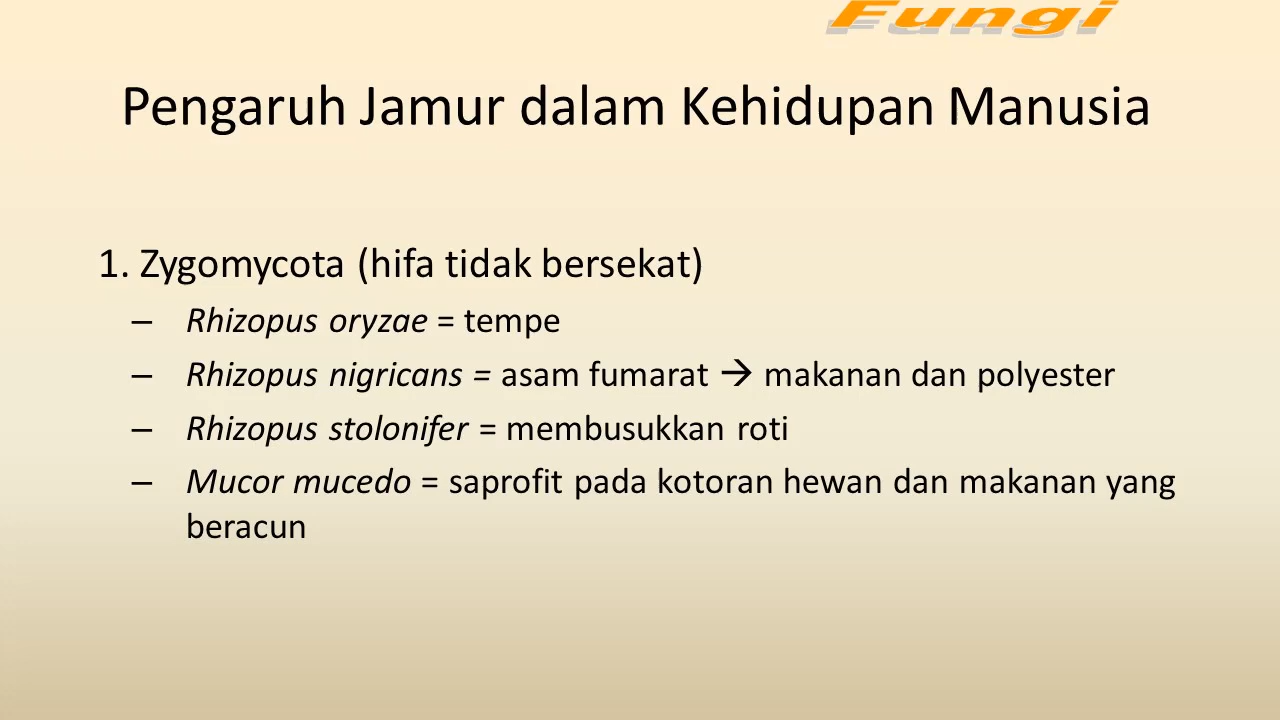 Fungi
Pengaruh Jamur dalam Kehidupan Manusia
1. Zygomycota (hifa tidak bersekat)
– Rhizopus oryzae = tempe
– Rhizopus nigricans = asam fumarat → makanan dan polyester
– Rhizopus stolonifer = membusukkan roti
– Mucor mucedo = saprofit pada kotoran hewan dan makanan yang
beracun